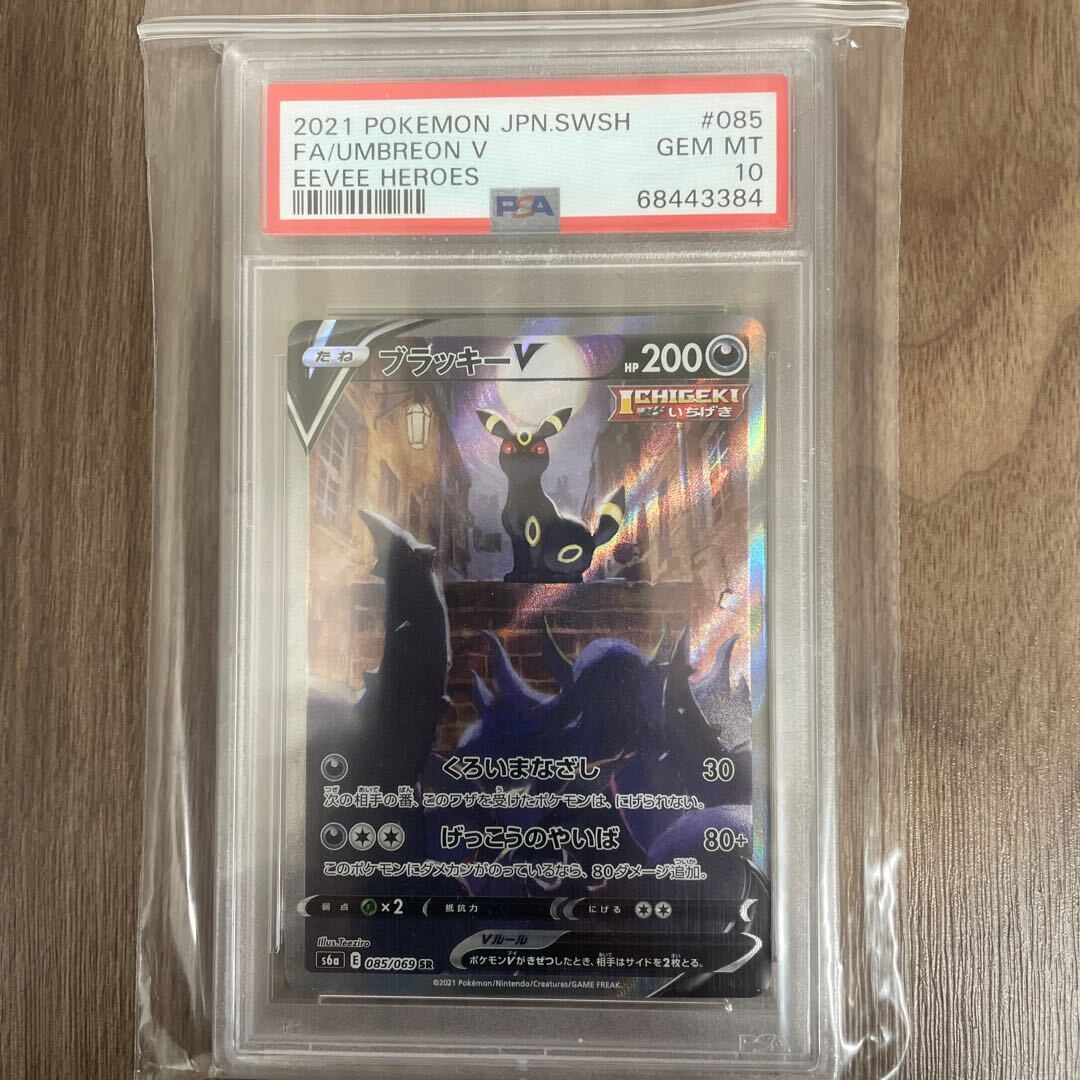 2021 POKEMON JPN.SWSH #085
FA/UMBREON V GEM MT
EEVEE HEROES 10
PSA 68443384
たね ブラッキーV HP200
ICHIGEKI
いちげき
くろいまなざし 30
次の相手の番、このワザを受けたポケモンは、にげられない。
げっこうのやいば 80+
このポケモンにダメカンがのっているなら、80ダメージ追加。
弱点 ×2 抵抗力 にげる
Illus.Teeziro
Vルール
s6a E 085/069 SR ポケモンVがきぜつしたとき、相手はサイドを2枚とる。
©2021 Pokémon/Nintendo/Creatures/GAME FREAK.
PSA